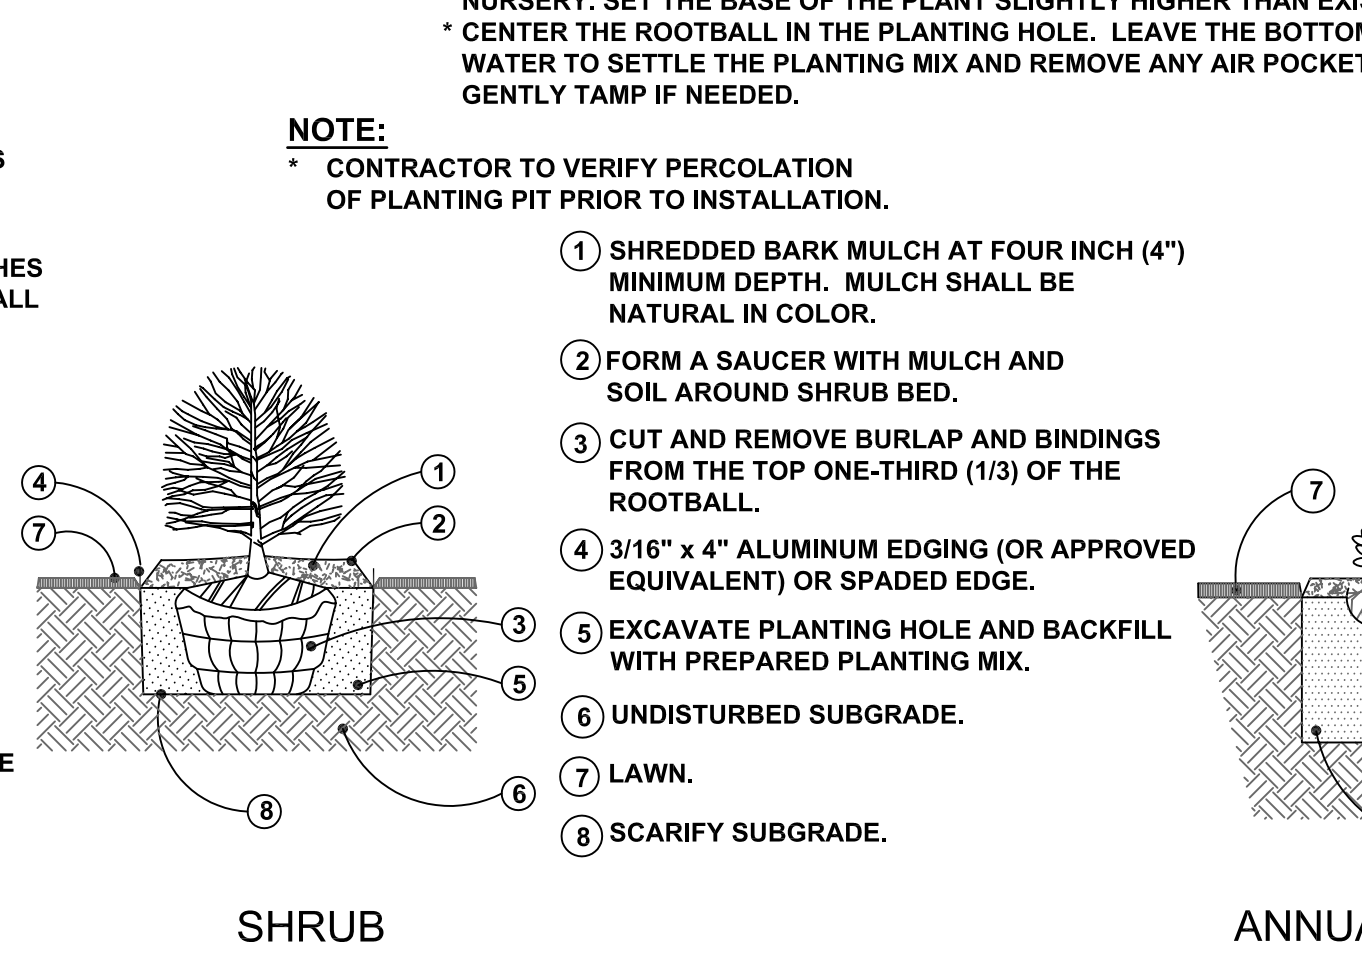 NURSERY. SET THE BASE OF THE PLANT SLIGHTLY HIGHER THAN EXIS
* CENTER THE ROOTBALL IN THE PLANTING HOLE. LEAVE THE BOTTOM
WATER TO SETTLE THE PLANTING MIX AND REMOVE ANY AIR POCKET
GENTLY TAMP IF NEEDED.
NOTE:
* CONTRACTOR TO VERIFY PERCOLATION
OF PLANTING PIT PRIOR TO INSTALLATION.
S
HES
ALL
E
1 SHREDDED BARK MULCH AT FOUR INCH (4")
MINIMUM DEPTH. MULCH SHALL BE
NATURAL IN COLOR.
2 FORM A SAUCER WITH MULCH AND
SOIL AROUND SHRUB BED.
3 CUT AND REMOVE BURLAP AND BINDINGS
FROM THE TOP ONE-THIRD (1/3) OF THE
ROOTBALL.
4 3/16" x 4" ALUMINUM EDGING (OR APPROVED
EQUIVALENT) OR SPADED EDGE.
5 EXCAVATE PLANTING HOLE AND BACKFILL
WITH PREPARED PLANTING MIX.
6 UNDISTURBED SUBGRADE.
7 LAWN.
8 SCARIFY SUBGRADE.
4
7
1
2
3
5
6
8
7
SHRUB
ANNUA